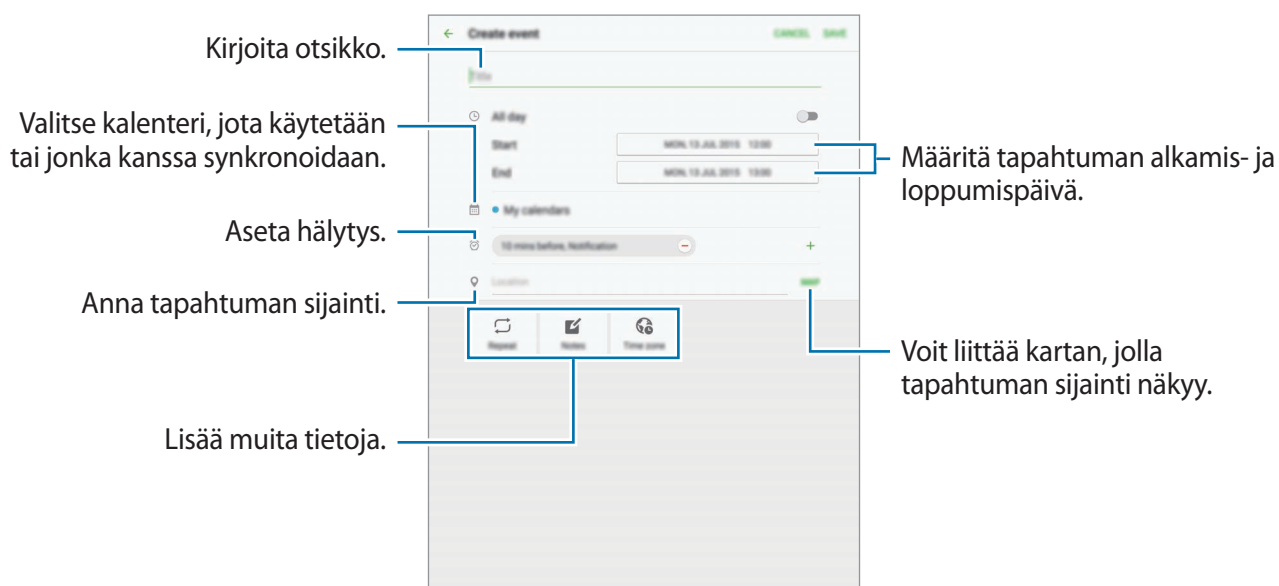 Create event
CANCEL SAVE
Kirjoita otsikko.
Title
All day
Valitse kalenteri, jota käytetään
tai jonka kanssa synkronoidaan.
Start MON, 13 JUL 2015 12:00
End MON, 13 JUL 2015 13:00
Määritä tapahtuman alkamis- ja
loppumispäivä.
My calendars
Aseta hälytys.
10 mins before, Notification
Anna tapahtuman sijainti.
Location
MAP
Repeat Notes Time zone
Voit liittää kartan, jolla
tapahtuman sijainti näkyy.
Lisää muita tietoja.